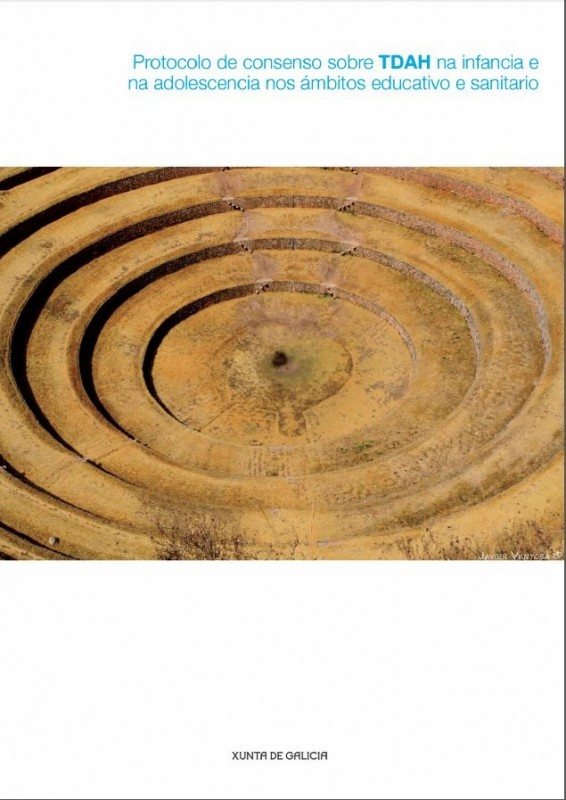 Protocolo de consenso sobre TDAH na infancia e
na adolescencia nos ámbitos educativo e sanitario
JAVIER VENTOSA ©
XUNTA DE GALICIA